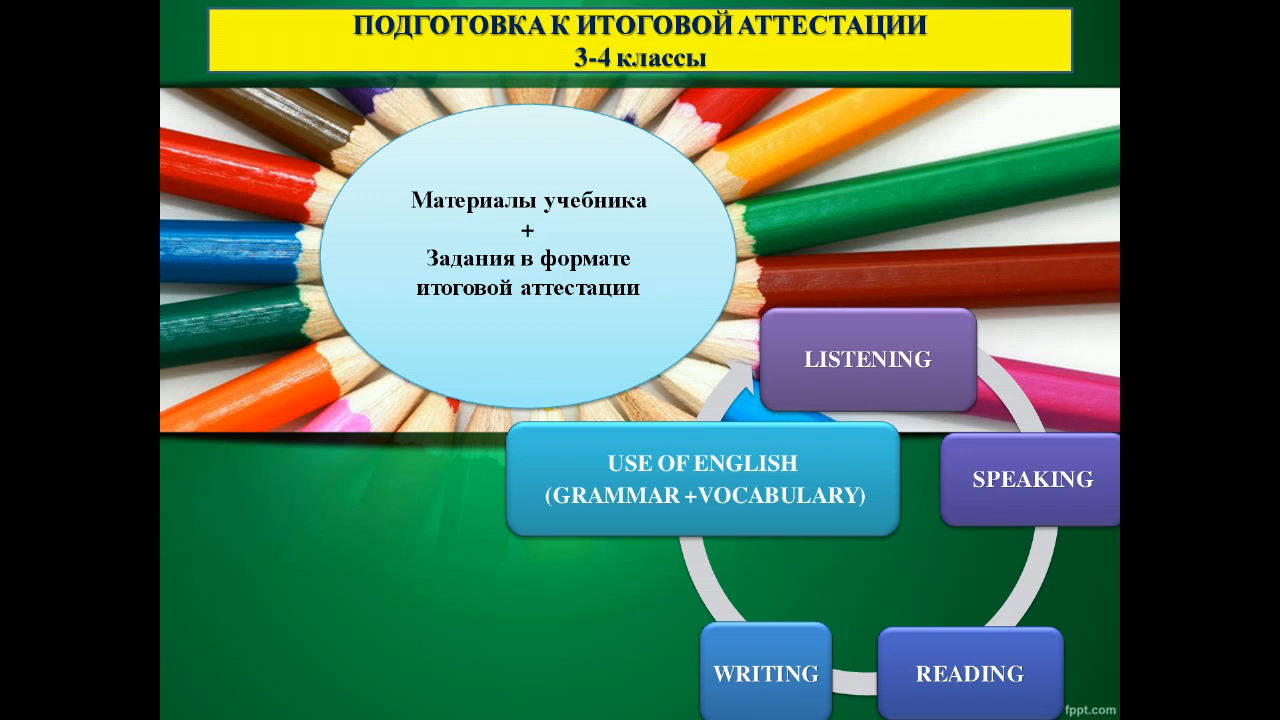 ПОДГОТОВКА К ИТОГОВОЙ АТТЕСТАЦИИ
3-4 классы
Материалы учебника
+
Задания в формате
итоговой аттестации
LISTENING
SPEAKING
READING
WRITING
USE OF ENGLISH
(GRAMMAR +VOCABULARY)
fppt.com